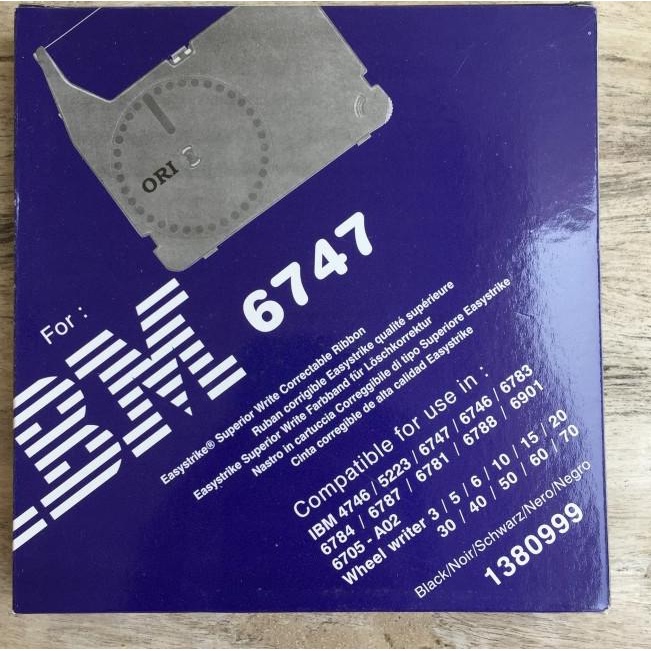 ORI
For :
IBM 6747
Easystrike® Superior Write Correctable Ribbon
Ruban corrigible Easystrike qualité supérieure
Easystrike Superior Write Farbband für Löschkorrektur
Nastro in cartuccia Correggibile di tipo Superiore Easystrike
Cinta corregible de alta calidad Easystrike
Compatible for use in :
IBM 4746 / 5223 / 6747 / 6746 / 6783
6784 / 6787 / 6781 / 6788 / 6901
6705 - A02
Wheel writer 3 / 5 / 6 / 10 / 15 / 20
30 / 40 / 50 / 60 / 70
Black/Noir/Schwarz/Nero/Negro
1380999